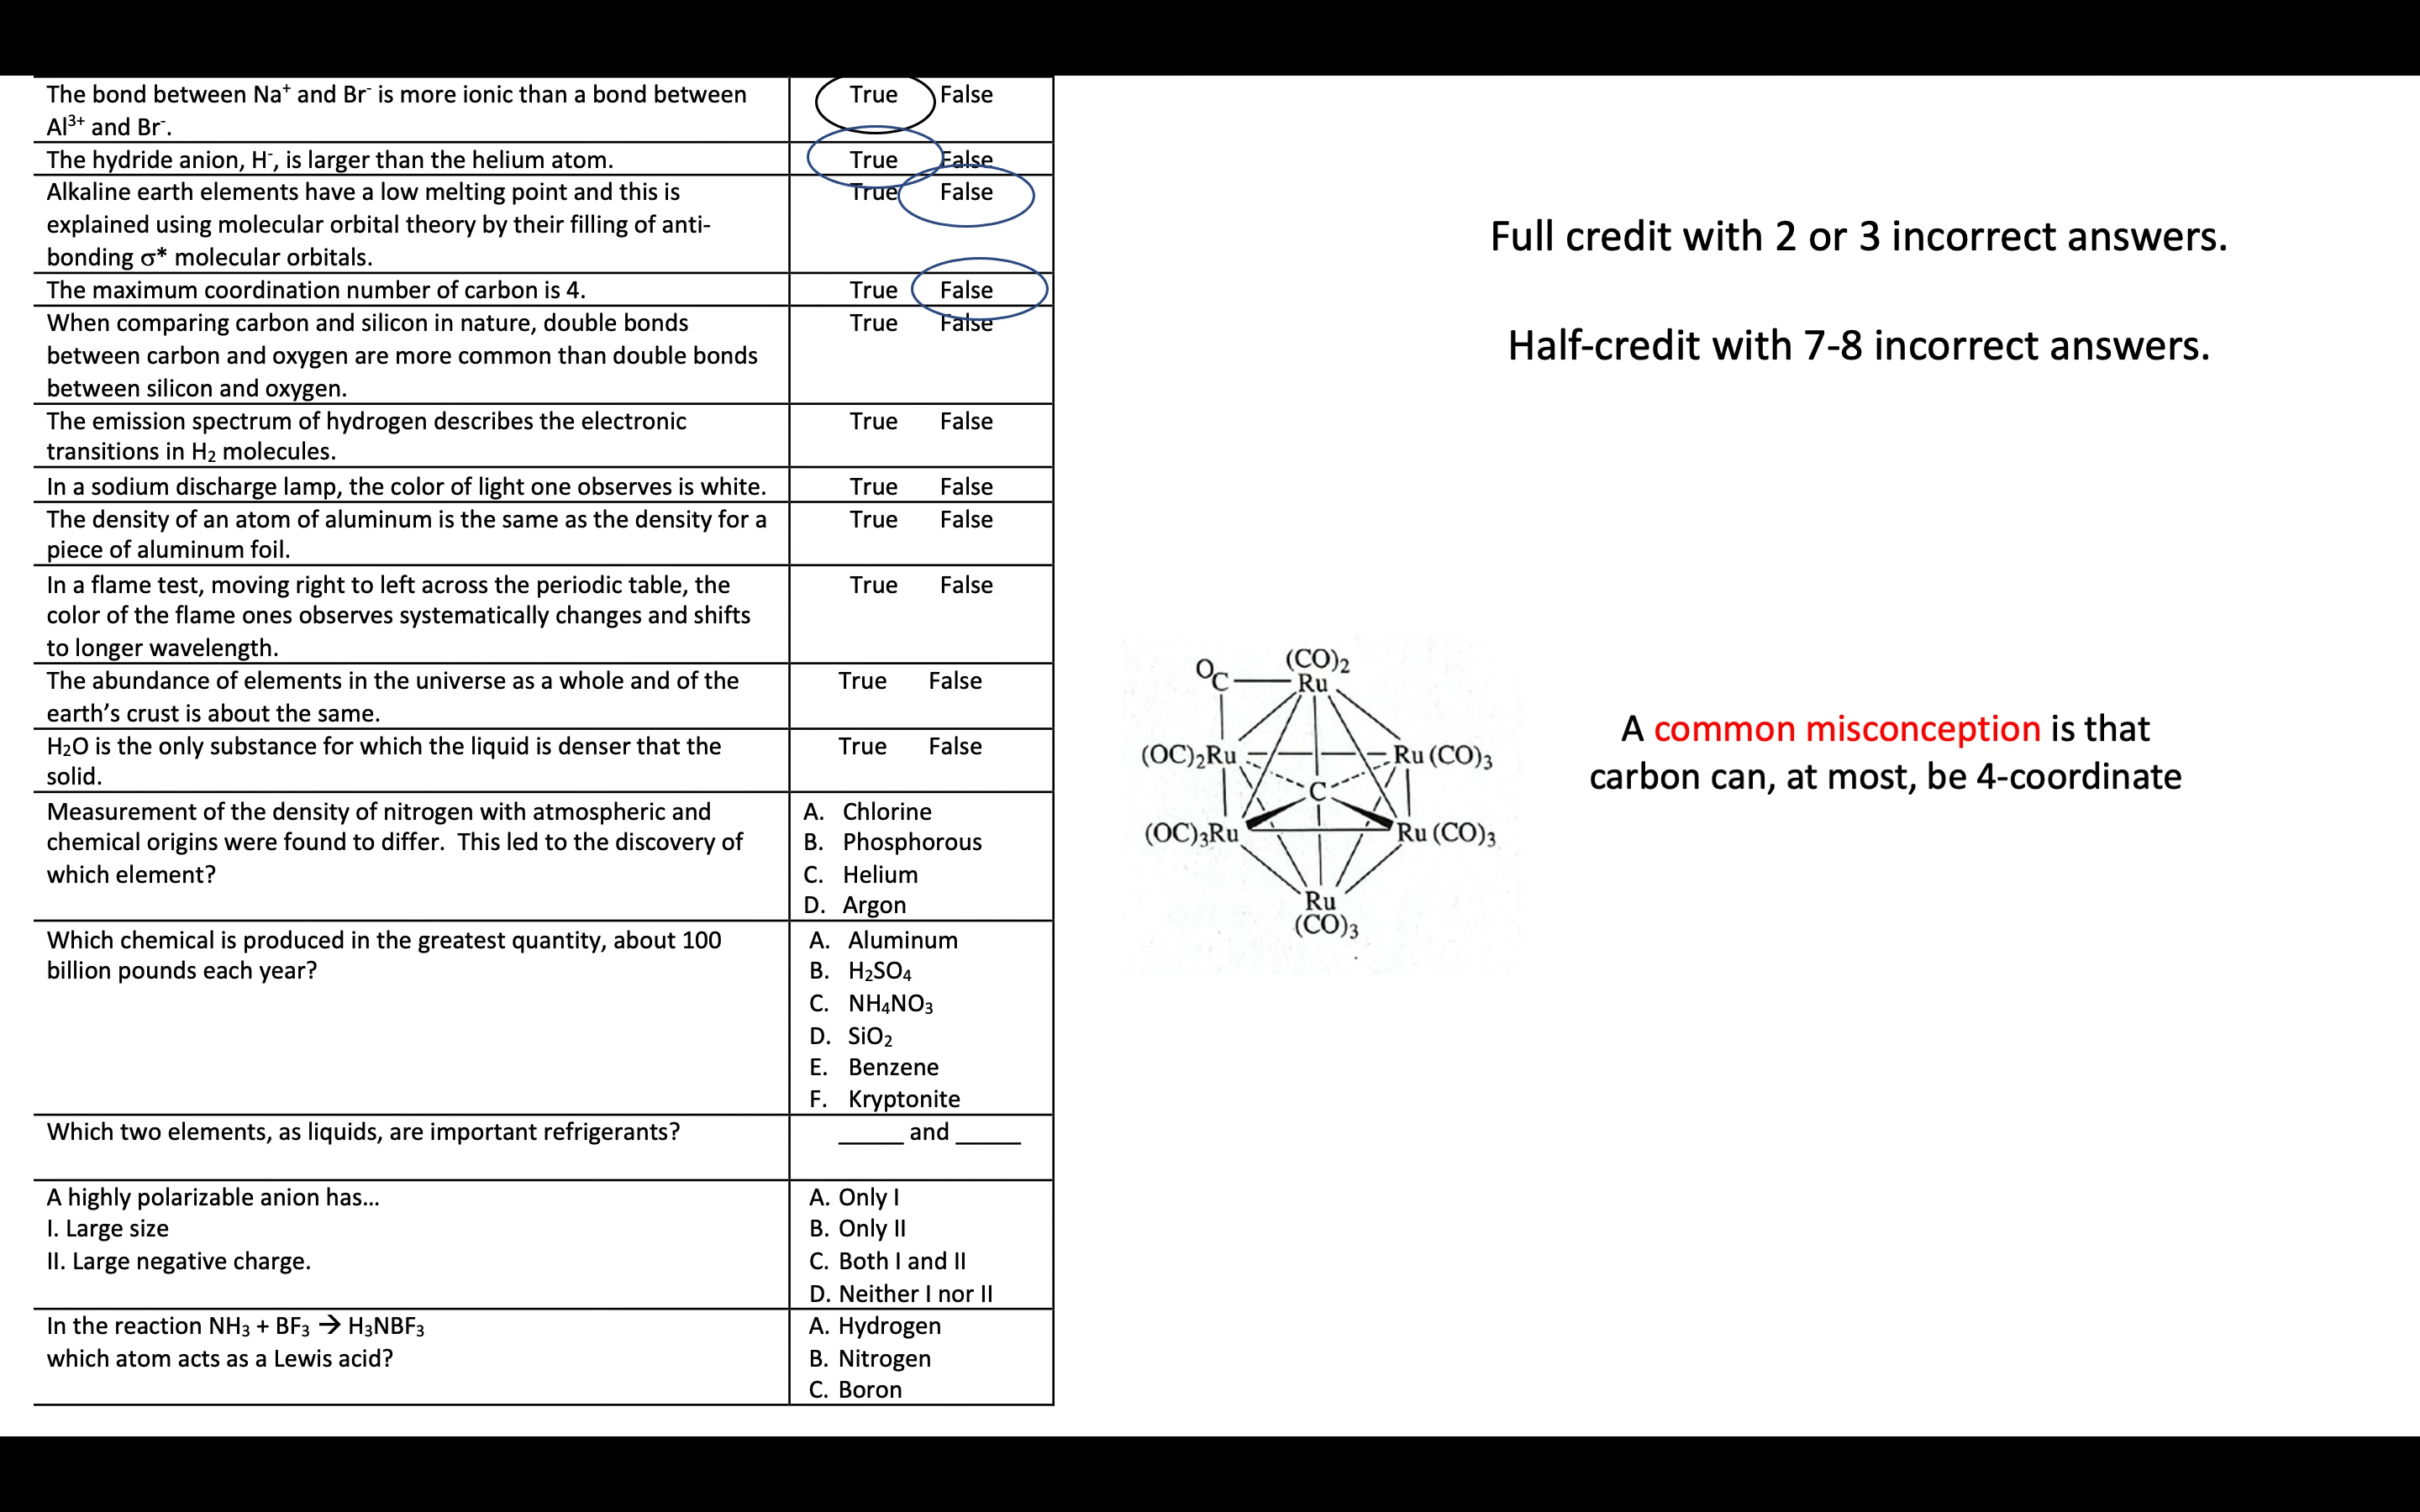 The bond between Na⁺ and Br⁻ is more ionic than a bond between True False
Al³⁺ and Br⁻.
The hydride anion, H⁻, is larger than the helium atom. True False
Alkaline earth elements have a low melting point and this is True False
explained using molecular orbital theory by their filling of anti-
bonding σ* molecular orbitals.
The maximum coordination number of carbon is 4. True False
When comparing carbon and silicon in nature, double bonds True False
between carbon and oxygen are more common than double bonds
between silicon and oxygen.
The emission spectrum of hydrogen describes the electronic True False
transitions in H₂ molecules.
In a sodium discharge lamp, the color of light one observes is white. True False
The density of an atom of aluminum is the same as the density for a True False
piece of aluminum foil.
In a flame test, moving right to left across the periodic table, the True False
color of the flame ones observes systematically changes and shifts
to longer wavelength.
The abundance of elements in the universe as a whole and of the True False
earth's crust is about the same.
H₂O is the only substance for which the liquid is denser that the True False
solid.
Measurement of the density of nitrogen with atmospheric and A. Chlorine
chemical origins were found to differ. This led to the discovery of B. Phosphorous
which element? C. Helium
D. Argon
Which chemical is produced in the greatest quantity, about 100 A. Aluminum
billion pounds each year? B. H₂SO₄
C. NH₄NO₃
D. SiO₂
E. Benzene
F. Kryptonite
Which two elements, as liquids, are important refrigerants? _____ and _____
A highly polarizable anion has... A. Only I
I. Large size B. Only II
II. Large negative charge. C. Both I and II
D. Neither I nor II
In the reaction NH₃ + BF₃ → H₃NBF₃ A. Hydrogen
which atom acts as a Lewis acid? B. Nitrogen
C. Boron
Full credit with 2 or 3 incorrect answers.
Half-credit with 7-8 incorrect answers.
(CO)₂
OC Ru
(OC)₂Ru Ru(CO)₃
C
(OC)₃Ru Ru(CO)₃
Ru
(CO)₃
A common misconception is that
carbon can, at most, be 4-coordinate